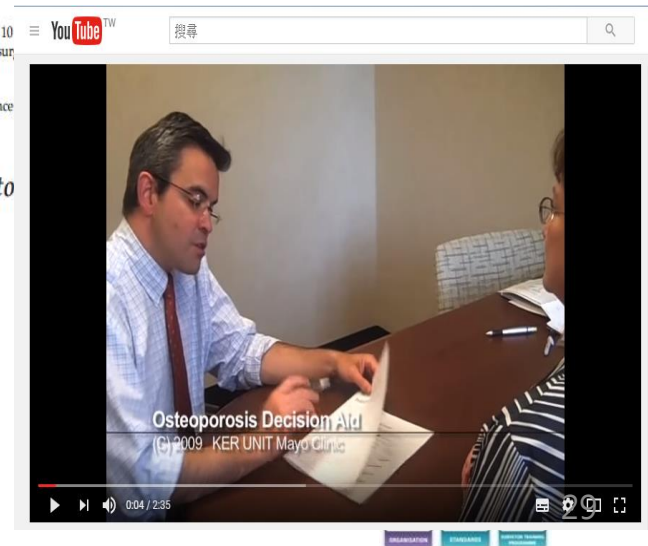 10
sur
YouTube TW
搜尋
nce
to
Osteoporosis Decision Aid
(C) 2009 KER UNIT Mayo Clinic
0:04 / 2:35
29
ORGANISATION
STANDARDS